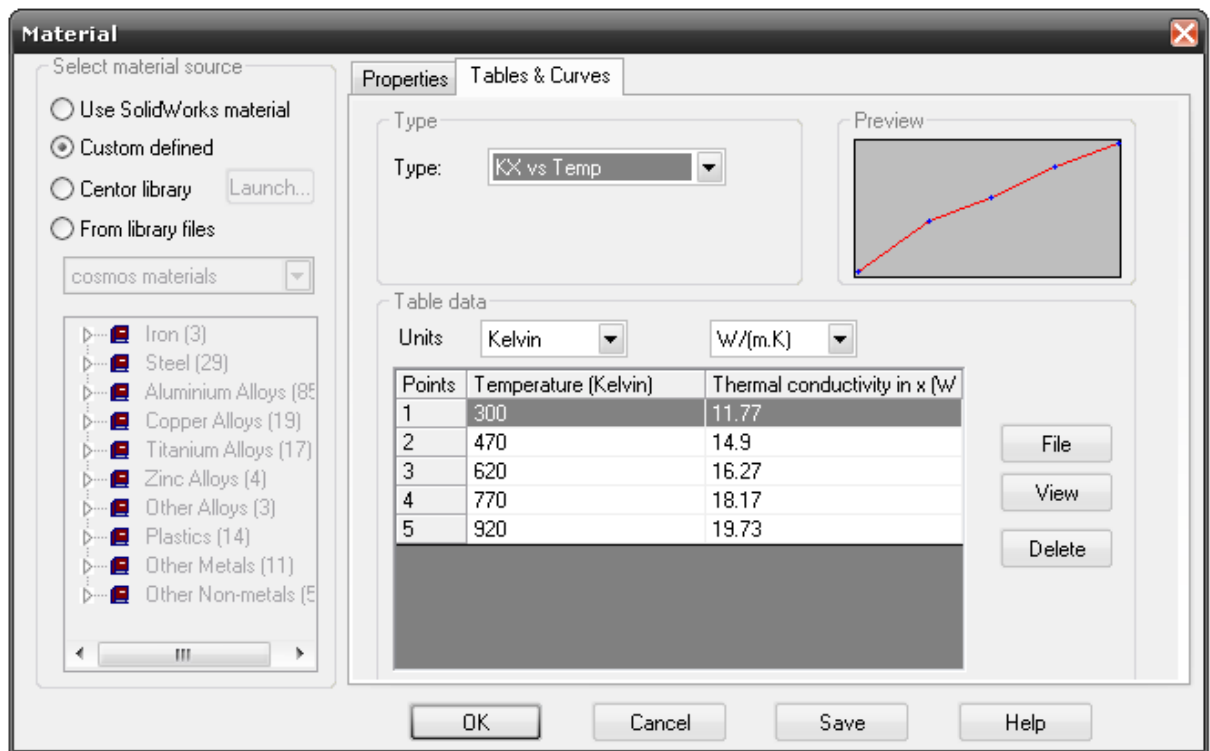 Material
Select material source
Use SolidWorks material
Custom defined
Centor library Launch...
From library files
cosmos materials
Iron (3)
Steel (29)
Aluminium Alloys (85
Copper Alloys (19)
Titanium Alloys (17)
Zinc Alloys (4)
Other Alloys (3)
Plastics (14)
Other Metals (11)
Other Non-metals (5
Properties Tables & Curves
Type
Type: KX vs Temp
Preview
Table data
Units Kelvin W/(m.K)
Points Temperature (Kelvin) Thermal conductivity in x (W
1 300 11.77
2 470 14.9
3 620 16.27
4 770 18.17
5 920 19.73
File
View
Delete
OK Cancel Save Help